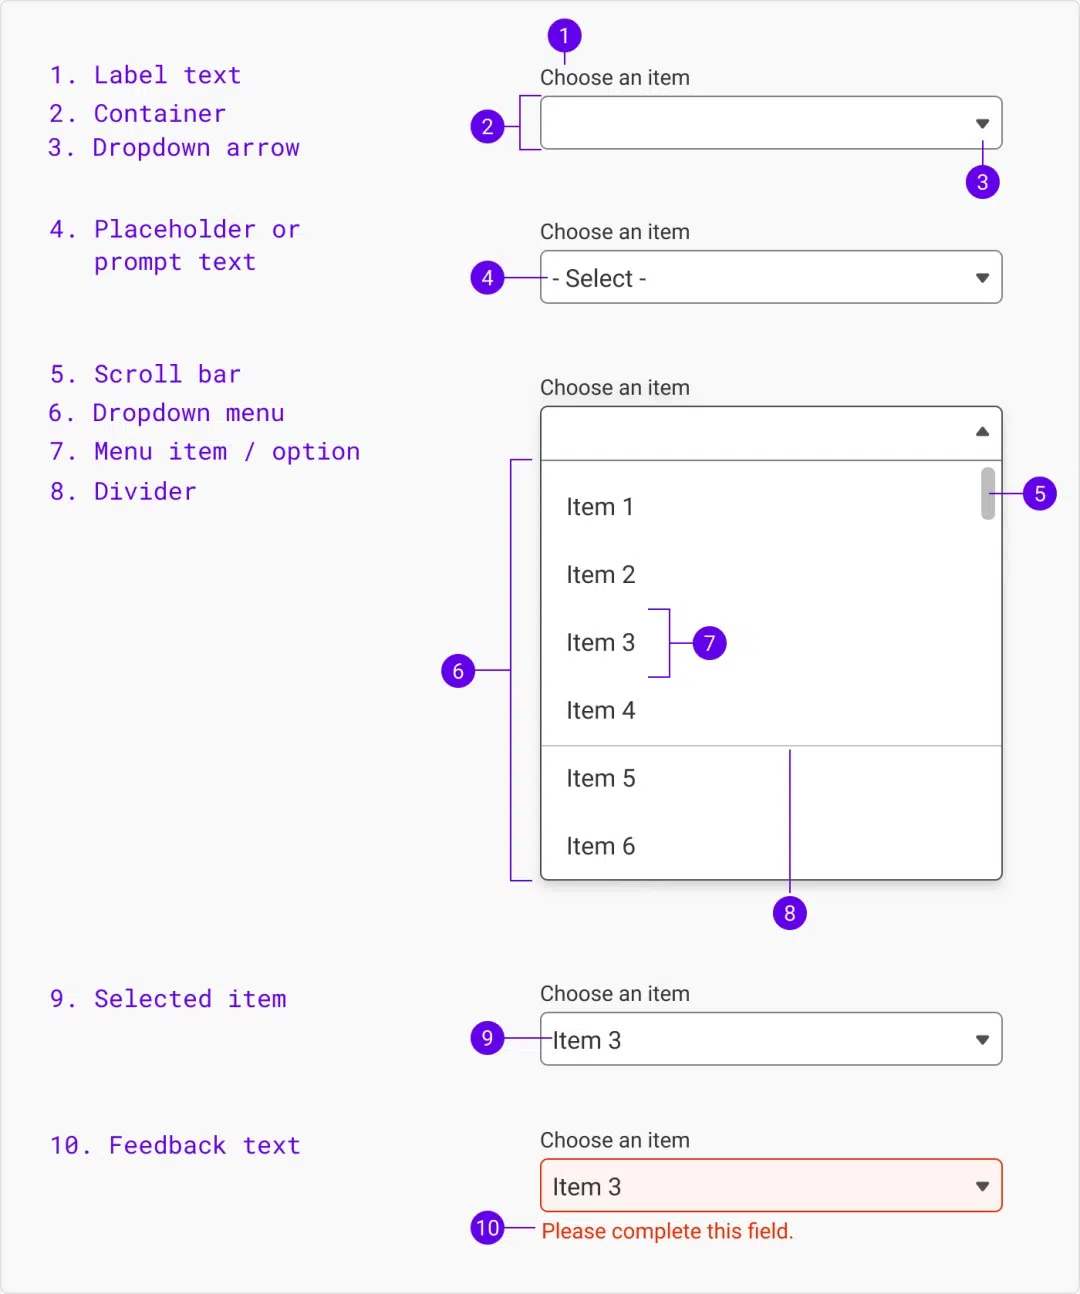 1
1. Label text
Choose an item
2. Container
2
3. Dropdown arrow
3
4. Placeholder or
prompt text
Choose an item
4
- Select -
5. Scroll bar
Choose an item
6. Dropdown menu
7. Menu item / option
8. Divider
5
Item 1
Item 2
Item 3
7
6
Item 4
Item 5
Item 6
8
9. Selected item
Choose an item
9
Item 3
10. Feedback text
Choose an item
Item 3
10
Please complete this field.